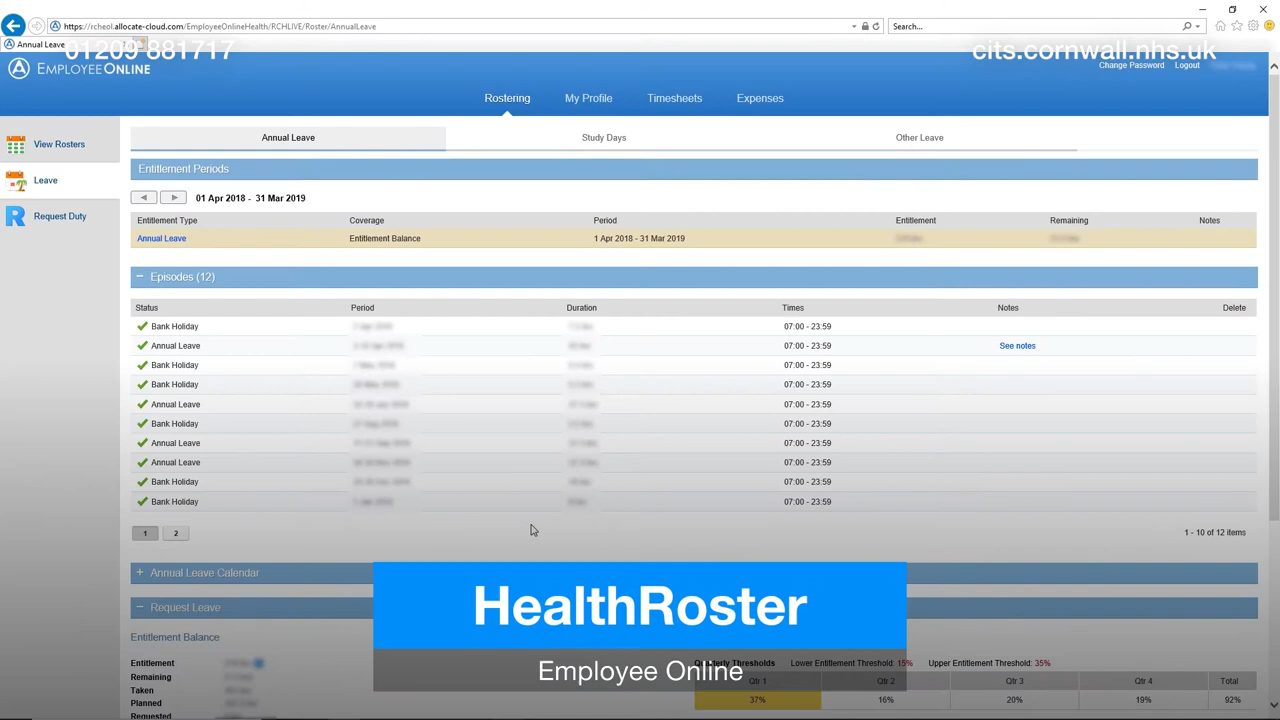 https://rcheol.allocate-cloud.com/EmployeeOnlineHealth/RCHLIVE/Roster/AnnualLeave
Search...
Annual Leave
01209 881717
cits.cornwall.nhs.uk
EMPLOYEEONLINE
Change Password Logout
Rostering My Profile Timesheets Expenses
View Rosters
Leave
Request Duty
Annual Leave Study Days Other Leave
Entitlement Periods
01 Apr 2018 - 31 Mar 2019
Entitlement Type Coverage Period Entitlement Remaining Notes
Annual Leave Entitlement Balance 1 Apr 2018 - 31 Mar 2019
Episodes (12)
Status Period Duration Times Notes Delete
Bank Holiday 07:00 - 23:59
Annual Leave 07:00 - 23:59 See notes
Bank Holiday 07:00 - 23:59
Bank Holiday 07:00 - 23:59
Annual Leave 07:00 - 23:59
Bank Holiday 07:00 - 23:59
Annual Leave 07:00 - 23:59
Annual Leave 07:00 - 23:59
Bank Holiday 07:00 - 23:59
Bank Holiday 07:00 - 23:59
1 2 1 - 10 of 12 items
Annual Leave Calendar
Request Leave
HealthRoster
Employee Online
Entitlement Balance
Entitlement
Remaining
Taken
Planned
Requested
Quarterly Thresholds Lower Entitlement Threshold: 15% Upper Entitlement Threshold: 35%
Qtr 1 Qtr 2 Qtr 3 Qtr 4 Total
37% 16% 20% 19% 92%